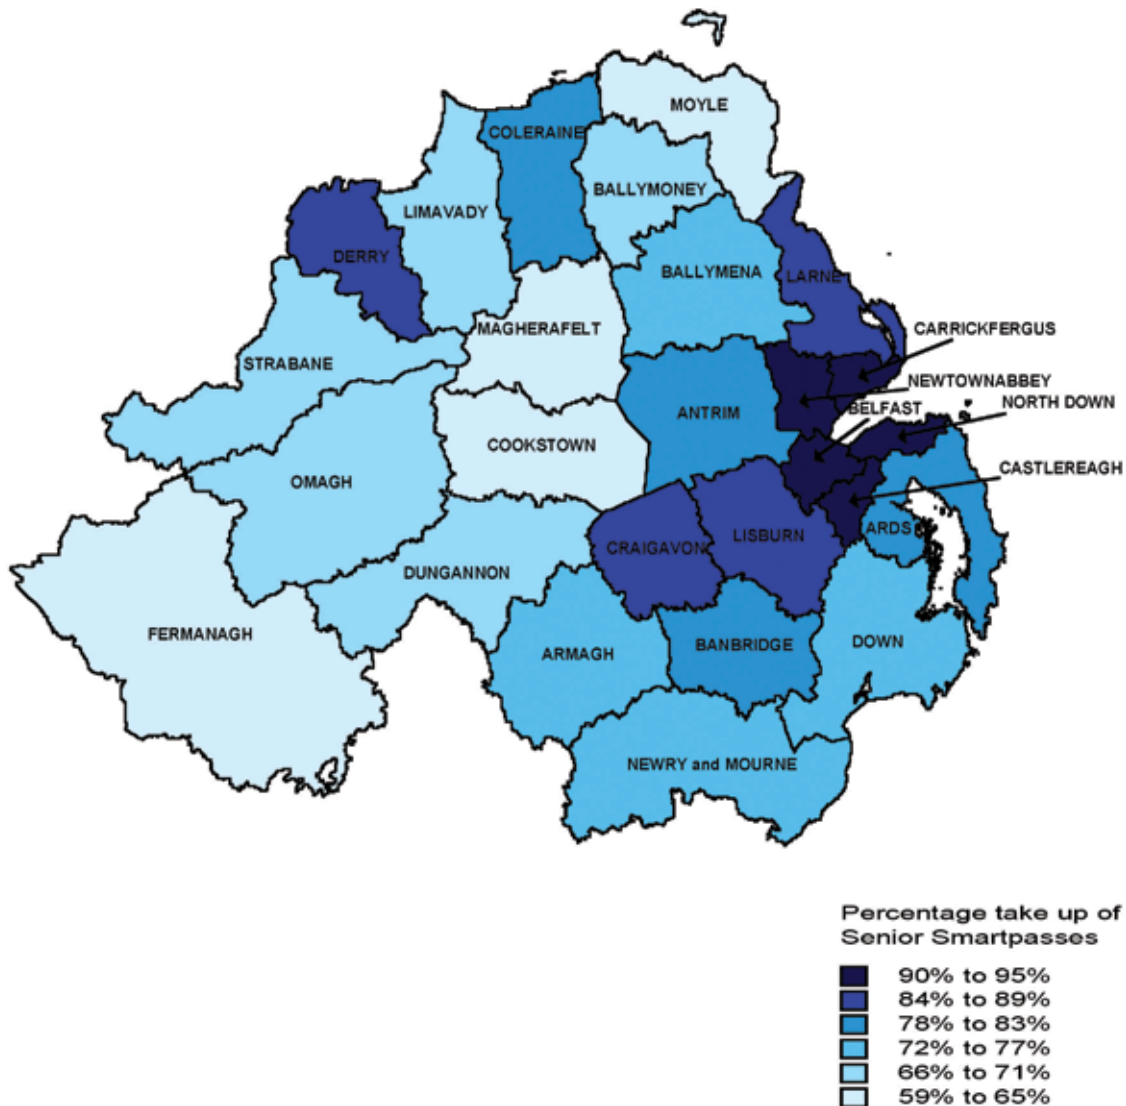 MOYLE
COLERAINE
BALLYMONEY
LIMAVADY
DERRY
BALLYMENA
LARNE
MAGHERAFELT
CARRICKFERGUS
STRABANE
NEWTOWNABBEY
BELFAST
NORTH DOWN
ANTRIM
COOKSTOWN
CASTLEREAGH
OMAGH
ARDS
LISBURN
CRAIGAVON
DUNGANNON
FERMANAGH
DOWN
BANBRIDGE
ARMAGH
NEWRY and MOURNE
Percentage take up of
Senior Smartpasses
90% to 95%
84% to 89%
78% to 83%
72% to 77%
66% to 71%
59% to 65%